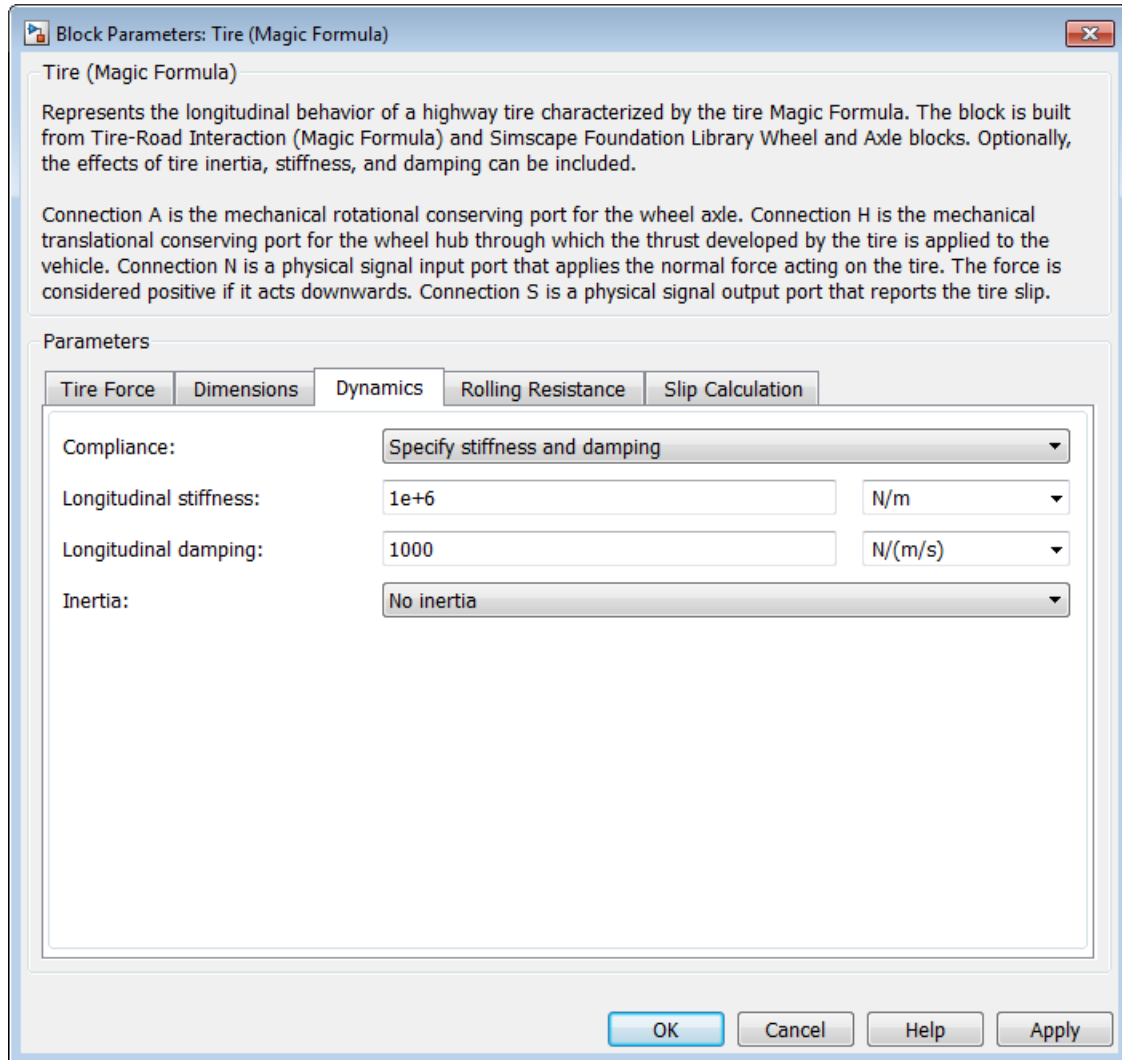 Block Parameters: Tire (Magic Formula)
Tire (Magic Formula)
Represents the longitudinal behavior of a highway tire characterized by the tire Magic Formula. The block is built
from Tire-Road Interaction (Magic Formula) and Simscape Foundation Library Wheel and Axle blocks. Optionally,
the effects of tire inertia, stiffness, and damping can be included.
Connection A is the mechanical rotational conserving port for the wheel axle. Connection H is the mechanical
translational conserving port for the wheel hub through which the thrust developed by the tire is applied to the
vehicle. Connection N is a physical signal input port that applies the normal force acting on the tire. The force is
considered positive if it acts downwards. Connection S is a physical signal output port that reports the tire slip.
Parameters
Tire Force Dimensions Dynamics Rolling Resistance Slip Calculation
Compliance: Specify stiffness and damping
Longitudinal stiffness: 1e+6 N/m
Longitudinal damping: 1000 N/(m/s)
Inertia: No inertia
OK Cancel Help Apply